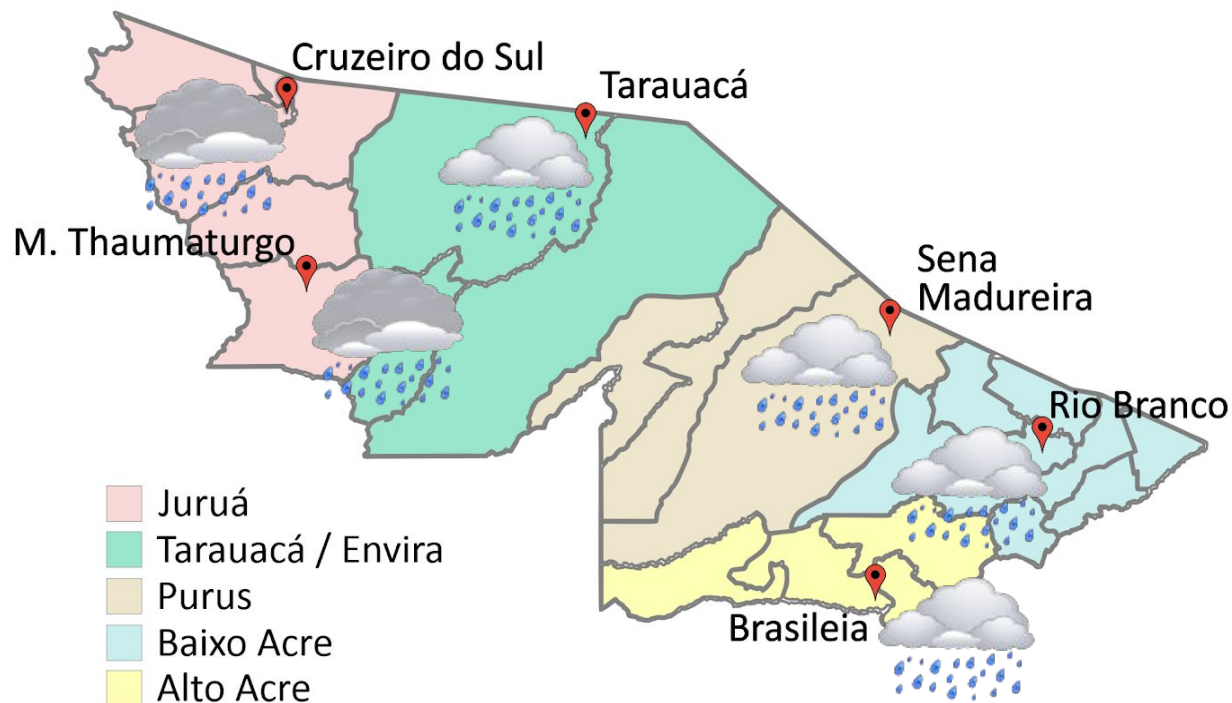 Cruzeiro do Sul
Tarauacá
M. Thaumaturgo
Sena
Madureira
Rio Branco
Brasileia
Juruá
Tarauacá / Envira
Purus
Baixo Acre
Alto Acre